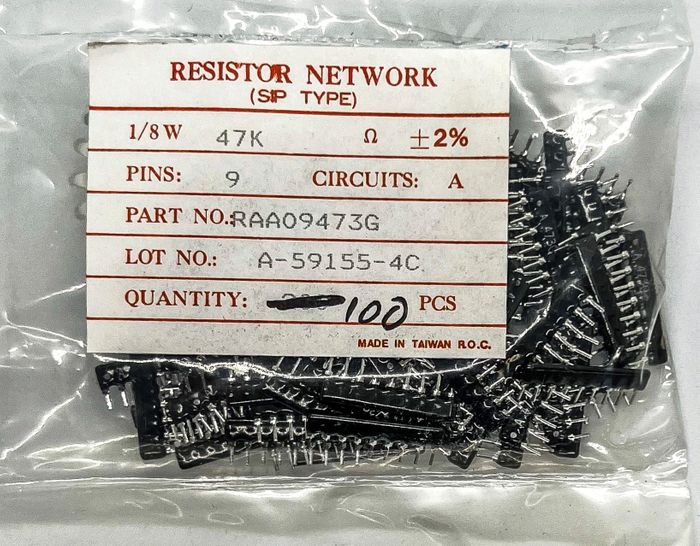 RESISTOR NETWORK
(SIP TYPE)
1/8W 47K Ω ±2%
PINS: 9 CIRCUITS: A
PART NO.:RAA09473G
LOT NO.: A-59155-4C
QUANTITY: 100 PCS
MADE IN TAIWAN R.O.C.